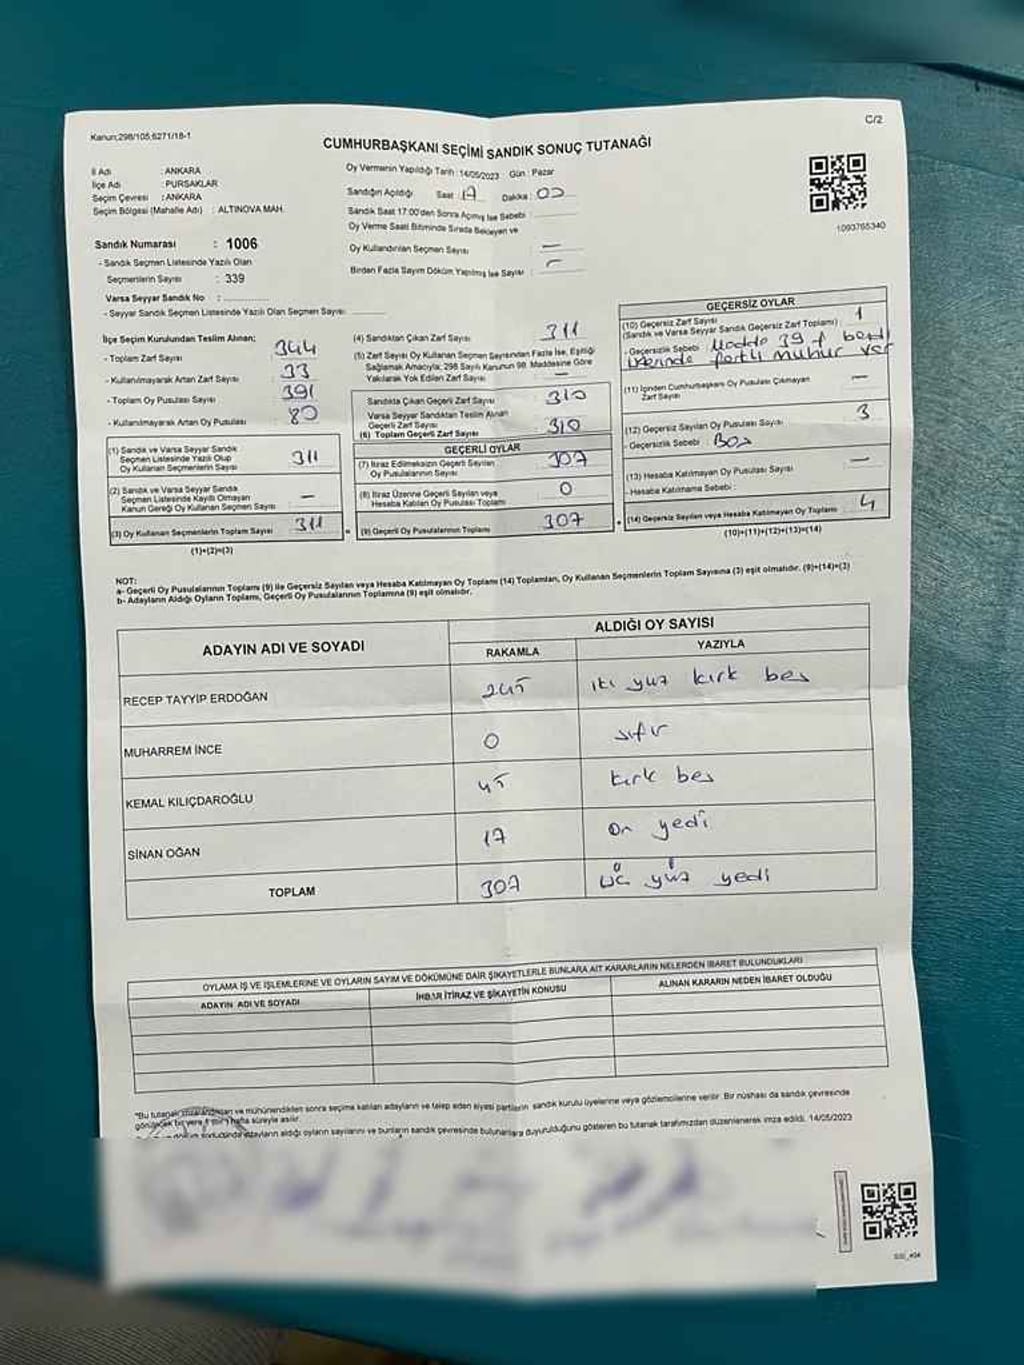 Kanun;298/105;6271/18-1
C/2
CUMHURBAŞKANI SEÇİMİ SANDIK SONUÇ TUTANAĞI
İl Adı : ANKARA
İlçe Adı : PURSAKLAR
Seçim Çevresi : ANKARA
Seçim Bölgesi (Mahalle Adı) : ALTINOVA MAH.
Oy Vermenin Yapıldığı Tarih : 14/05/2023 Gün : Pazar
Sandığın Açıldığı Saat : 17 Dakika : 00
Sandık Saat 17:00'den Sonra Açımış İse Sebebi :
Oy Verme Saati Bitiminde Sırada Bekleyen ve
Oy Kullandırılan Seçmen Sayısı : —
Birden Fazla Sayım Döküm Yapılmış İse Sayısı : —
1093765340
Sandık Numarası : 1006
- Sandık Seçmen Listesinde Yazılı Olan
Seçmenlerin Sayısı : 339
Varsa Seyyar Sandık No :
- Seyyar Sandık Seçmen Listesinde Yazılı Olan Seçmen Sayısı:
İlçe Seçim Kurulundan Teslim Alınan;
- Toplam Zarf Sayısı 344
- Kullanılmayarak Artan Zarf Sayısı 33
- Toplam Oy Pusulası Sayısı 391
- Kullanılmayarak Artan Oy Pusulası 80
(1) Sandık ve Varsa Seyyar Sandık
Seçmen Listesinde Yazılı Olup
Oy Kullanan Seçmenlerin Sayısı 311
(2) Sandık ve Varsa Seyyar Sandık
Seçmen Listesinde Kayıtlı Olmayan
Kanun Gereği Oy Kullanan Seçmen Sayısı —
(3) Oy Kullanan Seçmenlerin Toplam Sayısı 311
(1)+(2)=(3)
(4) Sandıktan Çıkan Zarf Sayısı 311
(5) Zarf Sayısı Oy Kullanan Seçmen Sayısından Fazla İse, Eşitliği
Sağlamak Amacıyla; 298 Sayılı Kanunun 98. Maddesine Göre
Yakılarak Yok Edilen Zarf Sayısı —
Sandıkta Çıkan Geçerli Zarf Sayısı 310
Varsa Seyyar Sandıktan Teslim Alınan
Geçerli Zarf Sayısı
(6) Toplam Geçerli Zarf Sayısı 310
GEÇERLİ OYLAR
(7) İtiraz Edilmeksizin Geçerli Sayılan
Oy Pusulasının Sayısı 307
(8) İtiraz Üzerine Geçerli Sayılan veya
Hesaba Katılan Oy Pusulası Toplamı 0
(9) Geçerli Oy Pusulalarının Toplamı 307
GEÇERSİZ OYLAR
(10) Geçersiz Zarf Sayısı 1
(Sandık ve Varsa Seyyar Sandık Geçersiz Zarf Toplamı) :
- Geçersizlik Sebebi : Madde 39 f bendi
üzerinde partli mühür var
(11) İçinden Cumhurbaşkanı Oy Pusulası Çıkmayan
Zarf Sayısı —
(12) Geçersiz Sayılan Oy Pusulası Sayısı 3
- Geçersizlik Sebebi : Boş
(13) Hesaba Katılmayan Oy Pusulası Sayısı —
- Hesaba Katılmama Sebebi :
(14) Geçersiz Sayılan veya Hesaba Katılmayan Oy Toplamı 4
(10)+(11)+(12)+(13)=(14)
NOT:
a- Geçerli Oy Pusulalarının Toplamı (9) ile Geçersiz Sayılan veya Hesaba Katılmayan Oy Toplamı (14) Toplamları, Oy Kullanan Seçmenlerin Toplam Sayısına (3) eşit olmalıdır. (9)+(14)=(3)
b- Adayların Aldığı Oyların Toplamı, Geçerli Oy Pusulalarının Toplamına (9) eşit olmalıdır.
ADAYIN ADI VE SOYADI
ALDIĞI OY SAYISI
RAKAMLA YAZIYLA
RECEP TAYYİP ERDOĞAN 245 iki yüz kırk beş
MUHARREM İNCE 0 sıfır
KEMAL KILIÇDAROĞLU 45 kırk beş
SİNAN OĞAN 17 on yedi
TOPLAM 307 üç yüz yedi
OYLAMA İŞ VE İŞLEMLERİNE VE OYLARIN SAYIM VE DÖKÜMÜNE DAİR ŞİKAYETLERLE BUNLARA AİT KARARLARIN NELERDEN İBARET BULUNDUKLARI
ADAYIN ADI VE SOYADI İHBAR İTİRAZ VE ŞİKAYETİN KONUSU ALINAN KARARIN NEDEN İBARET OLDUĞU
"Bu tutanak imzalandıktan ve mühürlendikten sonra seçime katılan adayların ve talep eden siyasi partilerin sandık kurulu üyelerine veya gözlemcilerine verilir. Bir nüshası da sandık çevresinde
görülecek bir yere 1 (bir) hafta süreyle asılır.
adayların aldığı oyların sayılarını ve bunların sandık çevresinde bulunanlara duyurulduğunu gösteren bu tutanak tarafımızdan düzenlenerek imza edildi. 14/05/2023